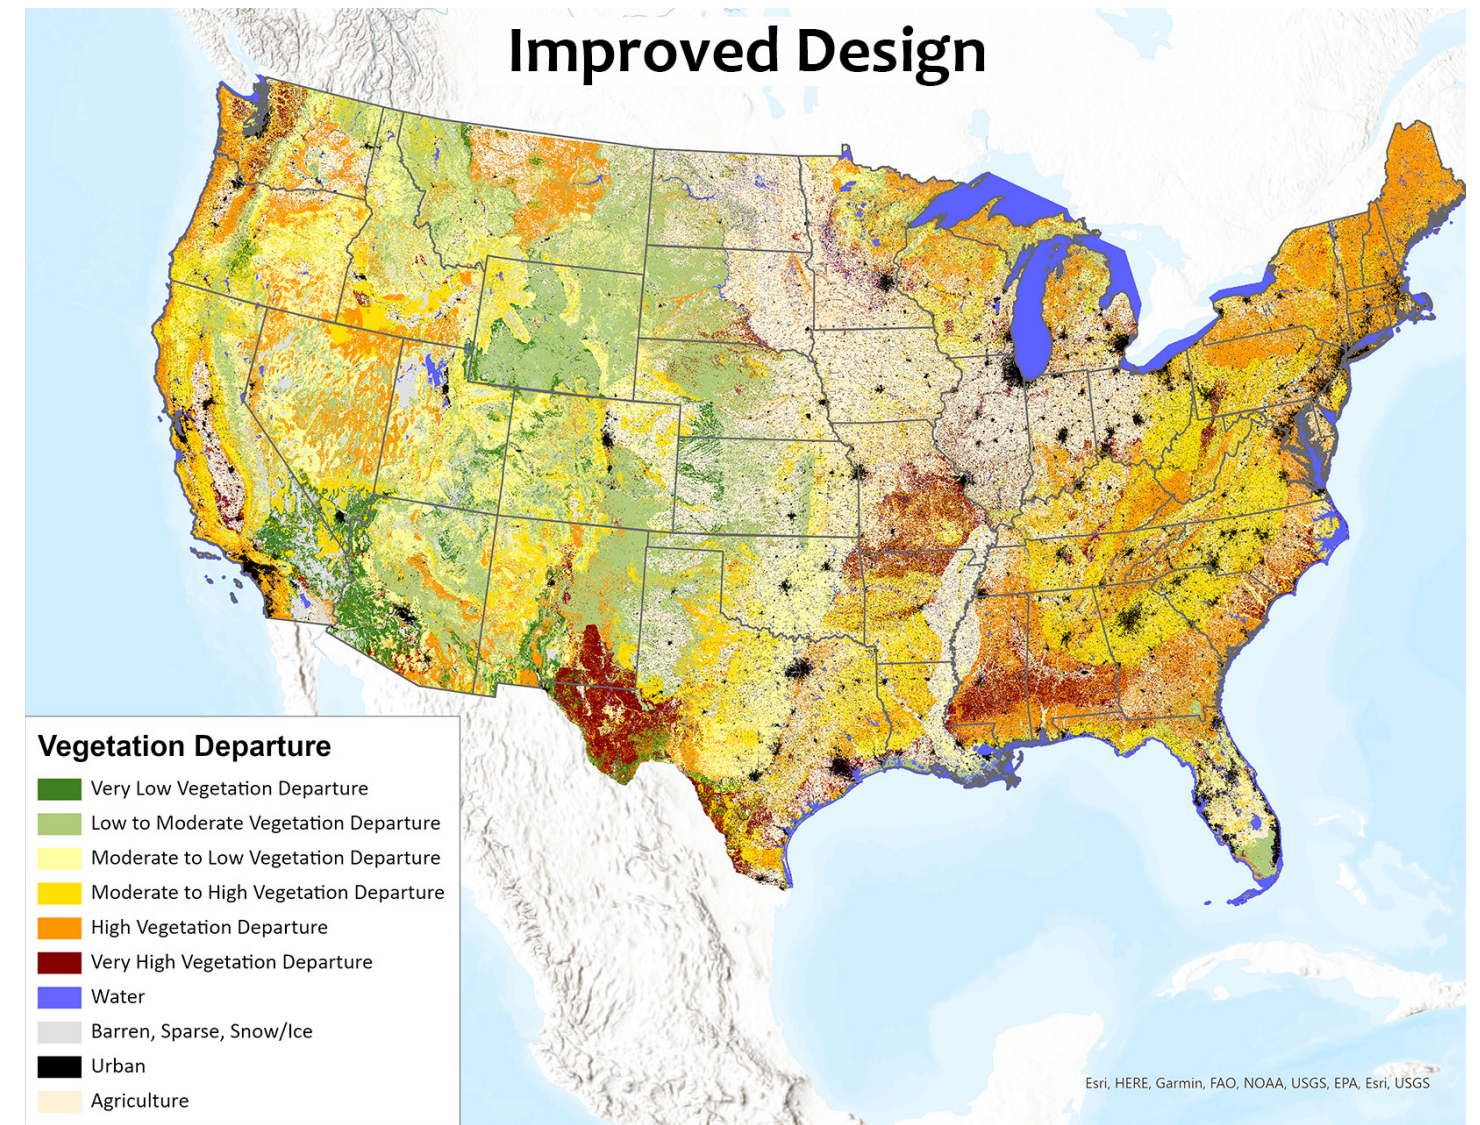 Improved Design
Vegetation Departure
Very Low Vegetation Departure
Low to Moderate Vegetation Departure
Moderate to Low Vegetation Departure
Moderate to High Vegetation Departure
High Vegetation Departure
Very High Vegetation Departure
Water
Barren, Sparse, Snow/Ice
Urban
Agriculture
Esri, HERE, Garmin, FAO, NOAA, USGS, EPA, Esri, USGS